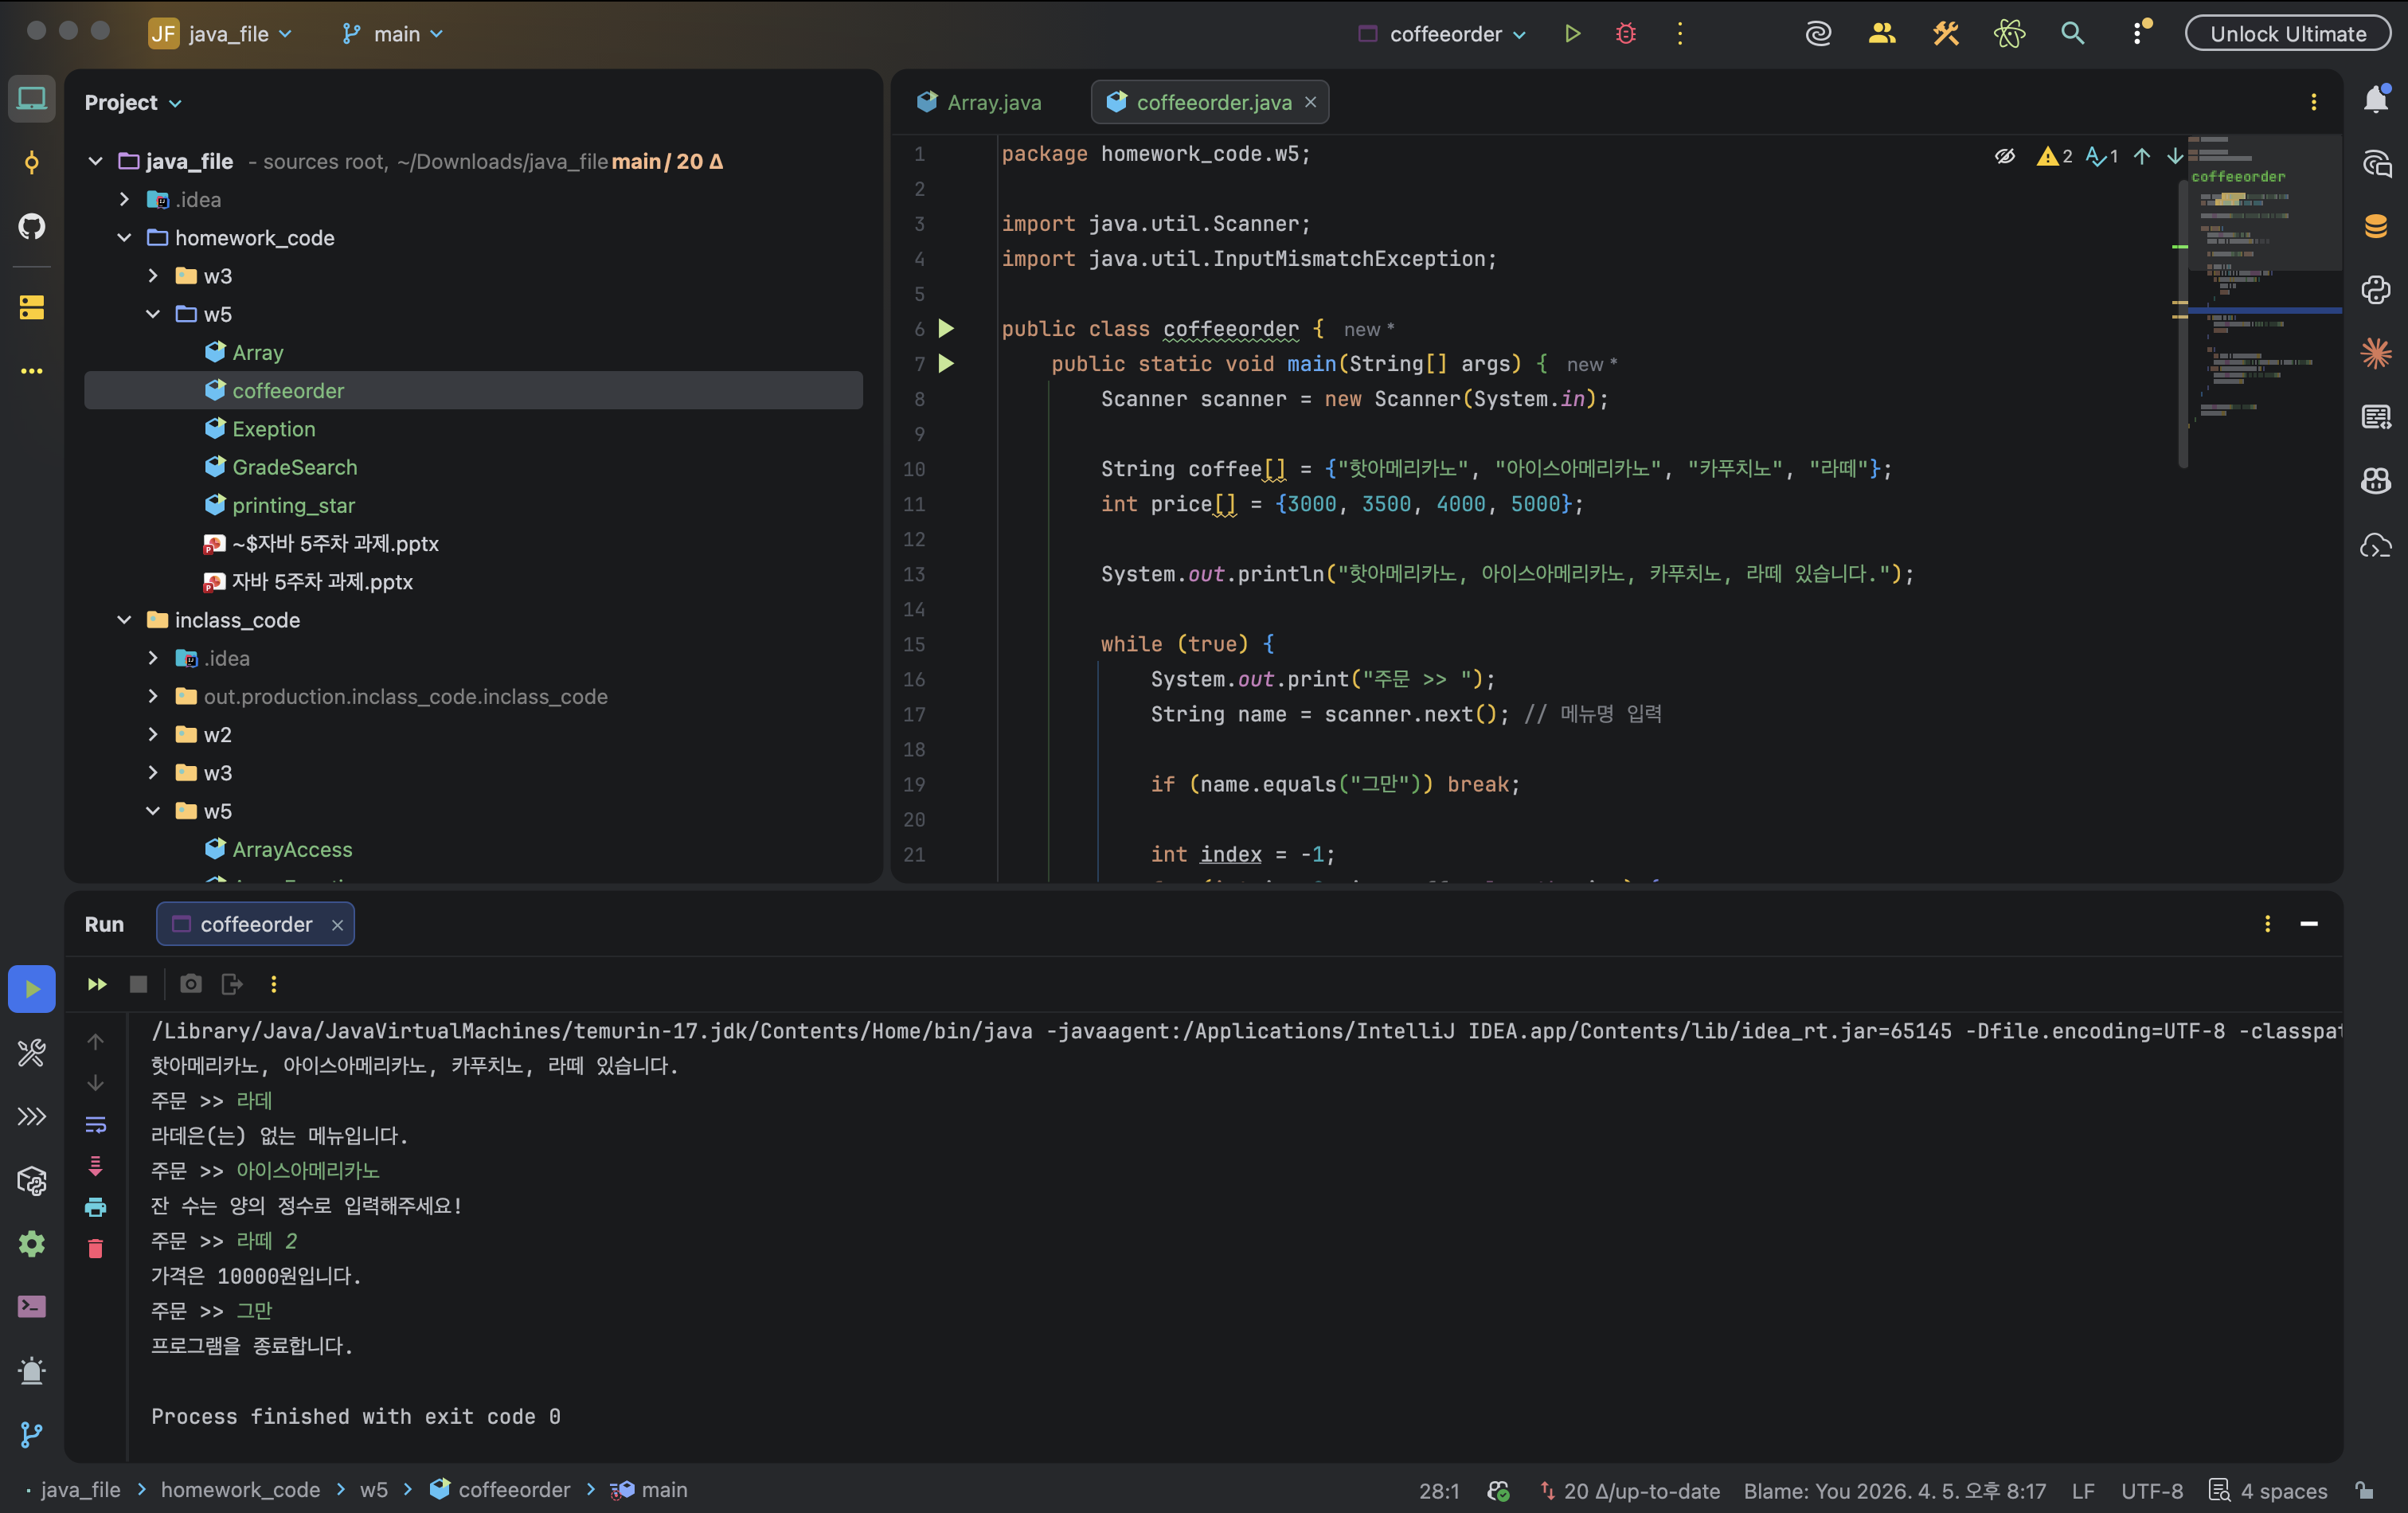 JF java_file main coffeeorder Unlock Ultimate
Project
java_file - sources root, ~/Downloads/java_file main / 20 Δ
.idea
homework_code
w3
w5
Array
coffeeorder
Exeption
GradeSearch
printing_star
~$자바 5주차 과제.pptx
자바 5주차 과제.pptx
inclass_code
.idea
out.production.inclass_code.inclass_code
w2
w3
w5
ArrayAccess
Array.java coffeeorder.java
2 1
coffeeorder
1 package homework_code.w5;
2
3 import java.util.Scanner;
4 import java.util.InputMismatchException;
5
6 public class coffeeorder { new *
7 public static void main(String[] args) { new *
8 Scanner scanner = new Scanner(System.in);
9
10 String coffee[] = {"핫아메리카노", "아이스아메리카노", "카푸치노", "라떼"};
11 int price[] = {3000, 3500, 4000, 5000};
12
13 System.out.println("핫아메리카노, 아이스아메리카노, 카푸치노, 라떼 있습니다.");
14
15 while (true) {
16 System.out.print("주문 >> ");
17 String name = scanner.next(); // 메뉴명 입력
18
19 if (name.equals("그만")) break;
20
21 int index = -1;
Run coffeeorder
/Library/Java/JavaVirtualMachines/temurin-17.jdk/Contents/Home/bin/java -javaagent:/Applications/IntelliJ IDEA.app/Contents/lib/idea_rt.jar=65145 -Dfile.encoding=UTF-8 -classpat
핫아메리카노, 아이스아메리카노, 카푸치노, 라떼 있습니다.
주문 >> 라데
라데은(는) 없는 메뉴입니다.
주문 >> 아이스아메리카노
잔 수는 양의 정수로 입력해주세요!
주문 >> 라떼 2
가격은 10000원입니다.
주문 >> 그만
프로그램을 종료합니다.
Process finished with exit code 0
java_file > homework_code > w5 > coffeeorder > main 28:1 20 Δ/up-to-date Blame: You 2026. 4. 5. 오후 8:17 LF UTF-8 4 spaces